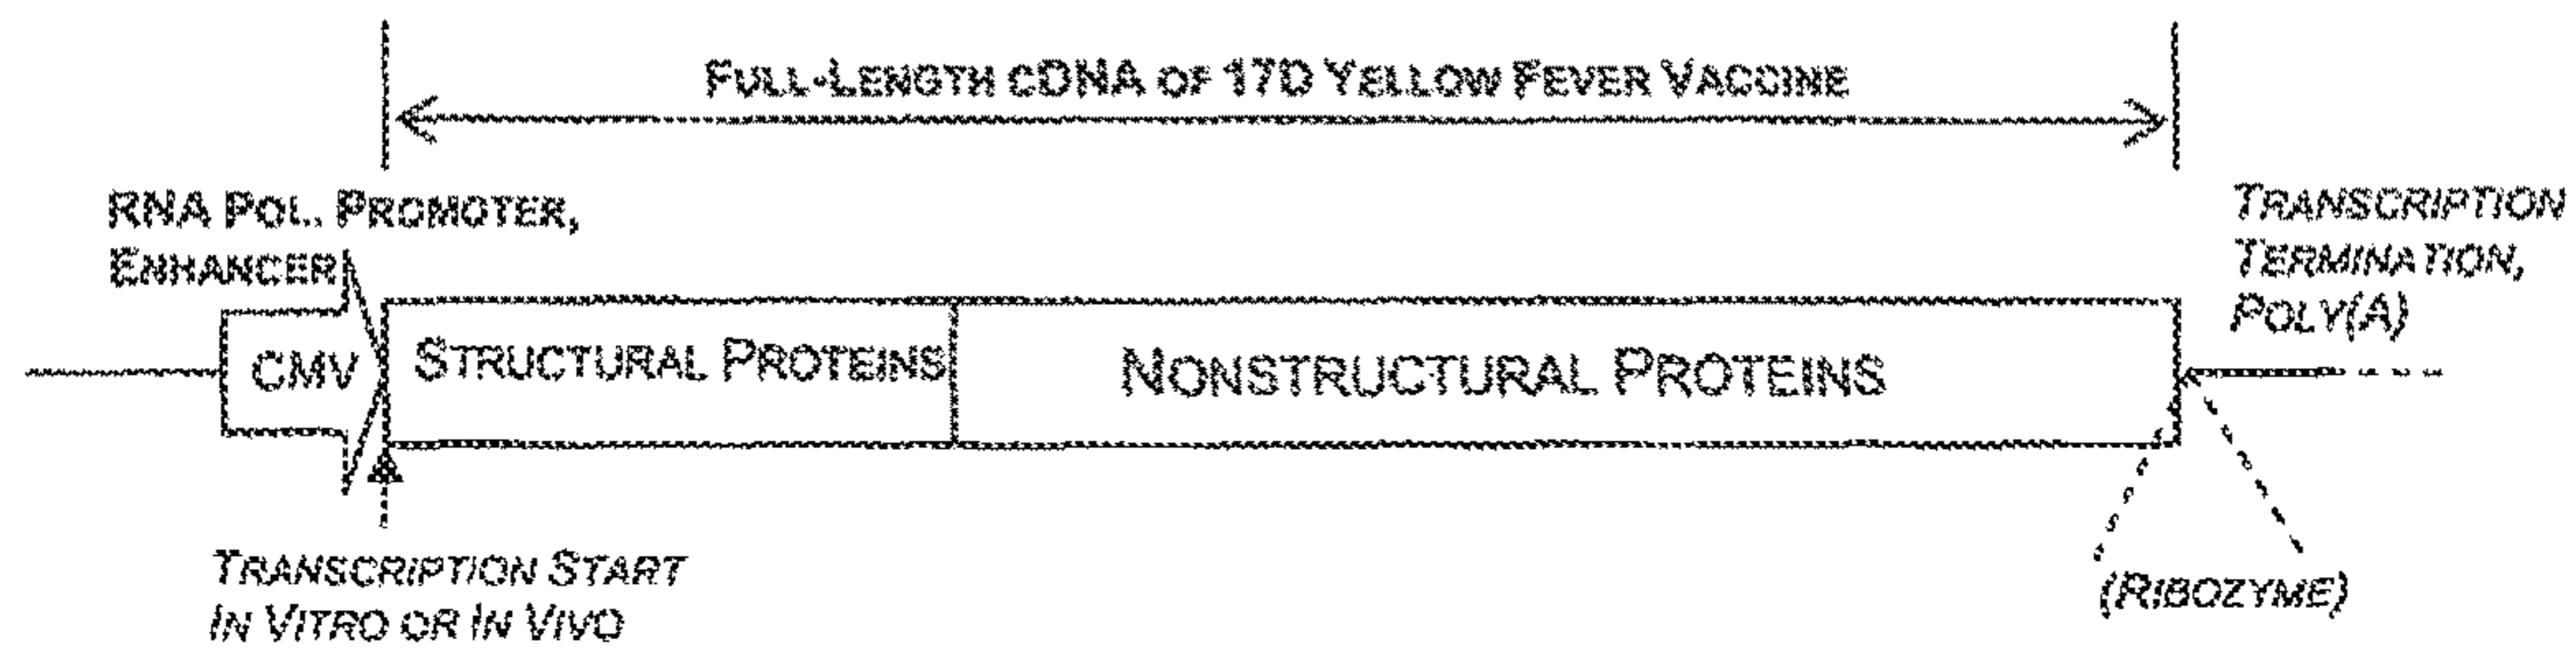 FULL-LENGTH CDNA OF 17D YELLOW FEVER VACCINE
RNA POL. PROMOTER,
ENHANCER
TRANSCRIPTION
TERMINATION,
POLY(A)
CMV
STRUCTURAL PROTEINS
NONSTRUCTURAL PROTEINS
TRANSCRIPTION START
IN VITRO OR IN VIVO
(RIBOZYME)